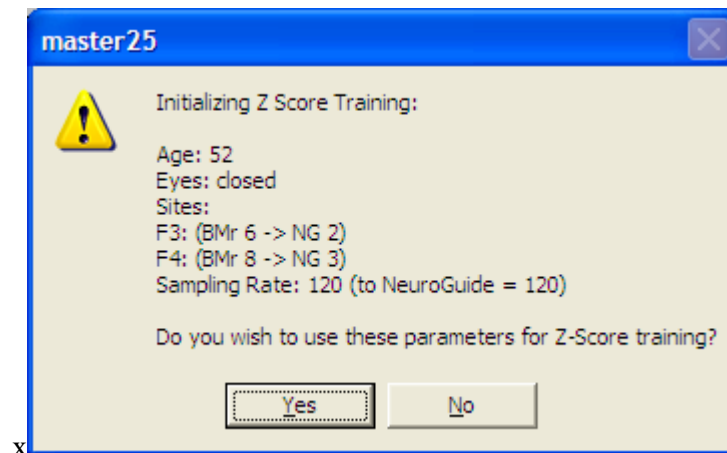 master25
Initializing Z Score Training:
Age: 52
Eyes: closed
Sites:
F3: (BMr 6 -> NG 2)
F4: (BMr 8 -> NG 3)
Sampling Rate: 120 (to NeuroGuide = 120)
Do you wish to use these parameters for Z-Score training?
Yes
No
x